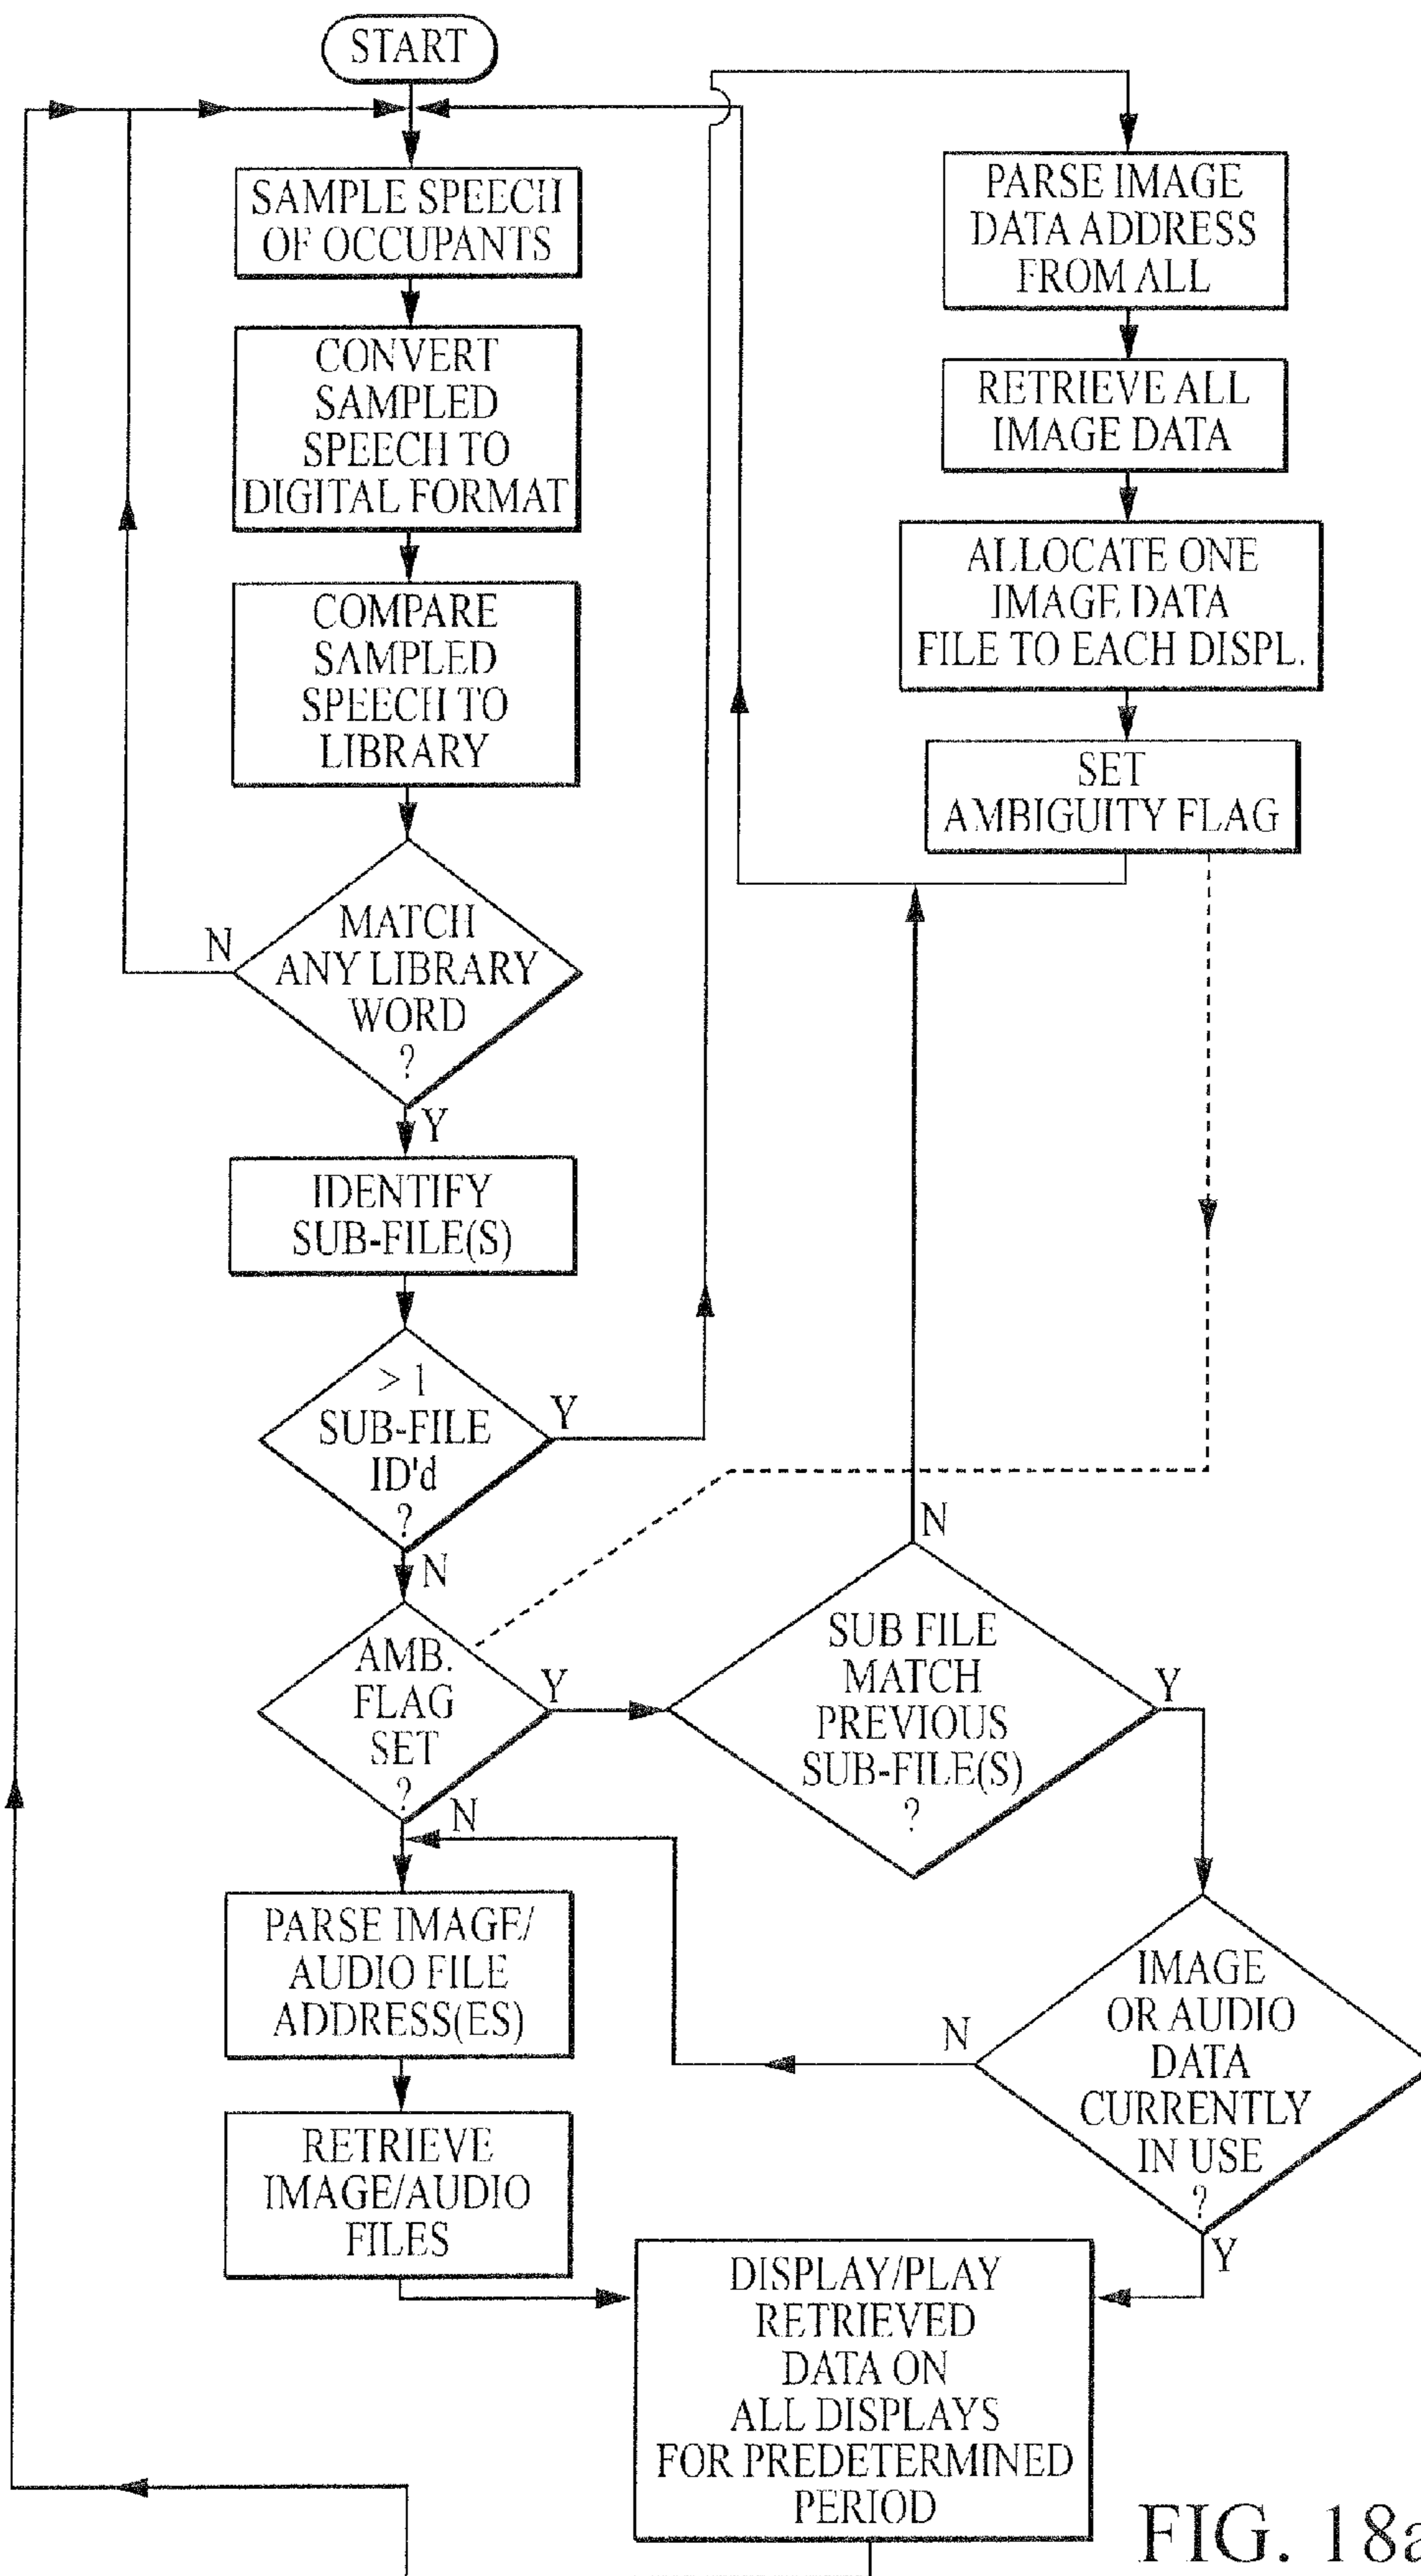 START
SAMPLE SPEECH
OF OCCUPANTS
CONVERT
SAMPLED
SPEECH TO
DIGITAL FORMAT
COMPARE
SAMPLED
SPEECH TO
LIBRARY
MATCH
ANY LIBRARY
WORD
?
N
Y
IDENTIFY
SUB-FILE(S)
> 1
SUB-FILE
ID'd
?
Y
N
AMB.
FLAG
SET
?
Y
N
PARSE IMAGE/
AUDIO FILE
ADDRESS(ES)
RETRIEVE
IMAGE/AUDIO
FILES
PARSE IMAGE
DATA ADDRESS
FROM ALL
RETRIEVE ALL
IMAGE DATA
ALLOCATE ONE
IMAGE DATA
FILE TO EACH DISPL.
SET
AMBIGUITY FLAG
N
SUB FILE
MATCH
PREVIOUS
SUB-FILE(S)
?
Y
IMAGE
OR AUDIO
DATA
CURRENTLY
IN USE
?
N
Y
DISPLAY/PLAY
RETRIEVED
DATA ON
ALL DISPLAYS
FOR PREDETERMINED
PERIOD
FIG. 18a